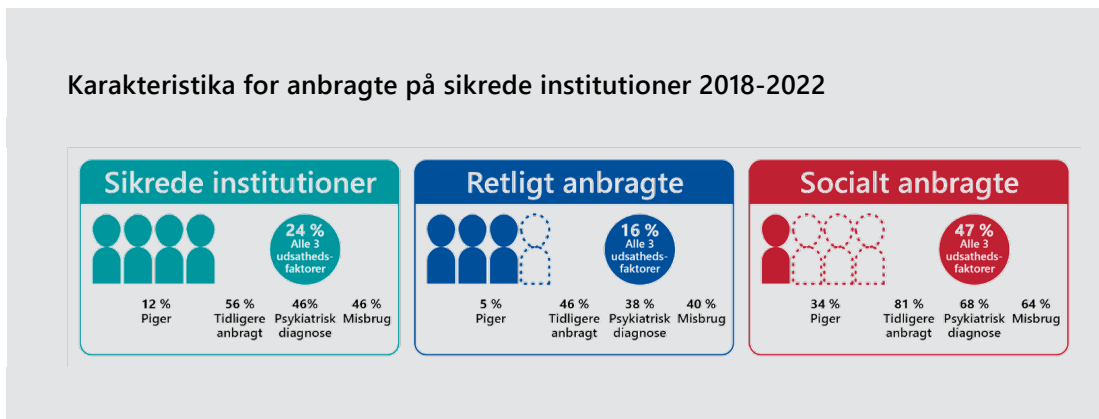 Karakteristika for anbragte på sikrede institutioner 2018-2022
Sikrede institutioner
24 %
Alle 3
udsatheds-
faktorer
12 %
Piger
56 %
Tidligere
anbragt
46%
Psykiatrisk
diagnose
46 %
Misbrug
Retligt anbragte
16 %
Alle 3
udsatheds-
faktorer
5 %
Piger
46 %
Tidligere
anbragt
38 %
Psykiatrisk
diagnose
40 %
Misbrug
Socialt anbragte
47 %
Alle 3
udsatheds-
faktorer
34 %
Piger
81 %
Tidligere
anbragt
68 %
Psykiatrisk
diagnose
64 %
Misbrug